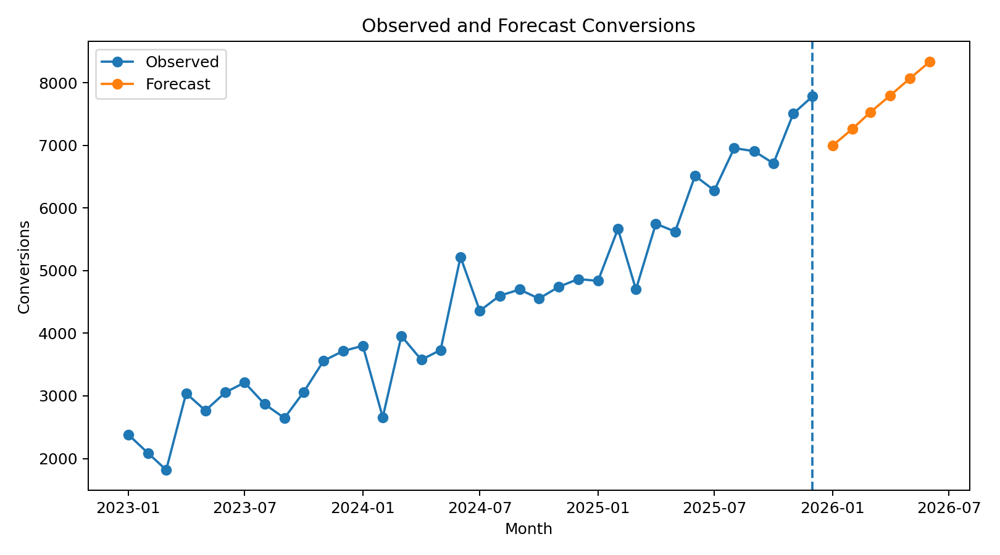 Observed and Forecast Conversions
Observed
Forecast
8000
7000
6000
5000
4000
3000
2000
Conversions
2023-01 2023-07 2024-01 2024-07 2025-01 2025-07 2026-01 2026-07
Month